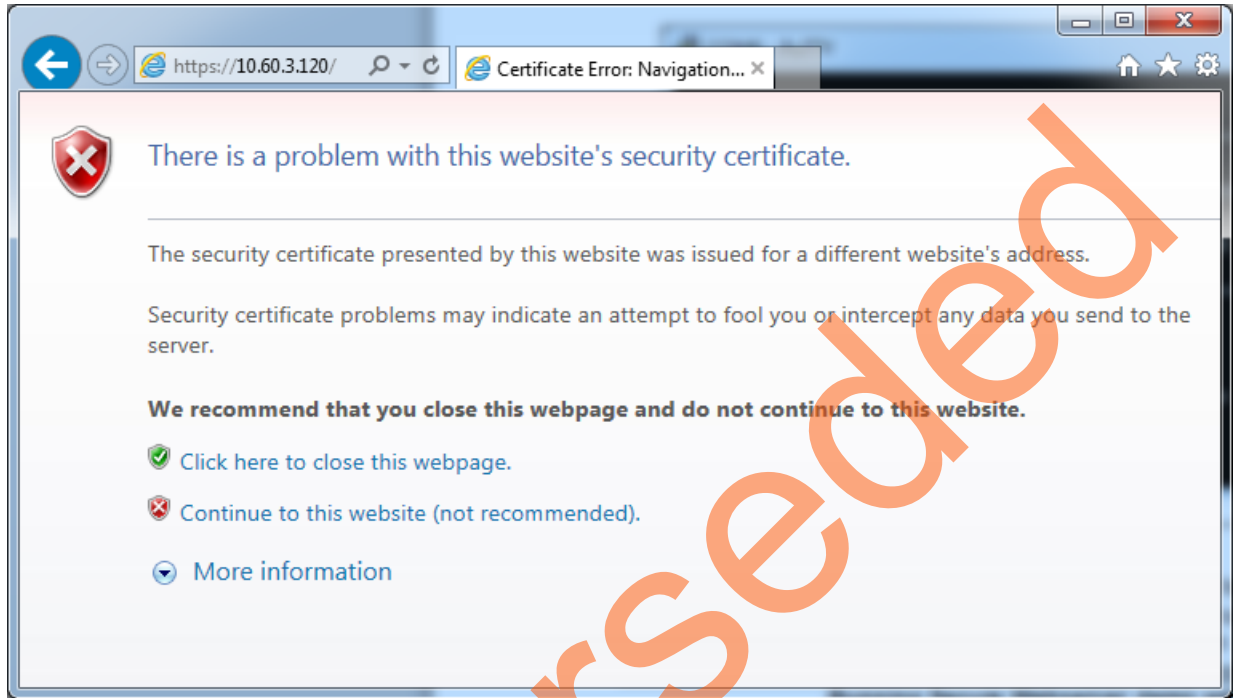 https://10.60.3.120/
Certificate Error: Navigation...
There is a problem with this website's security certificate.
The security certificate presented by this website was issued for a different website's address.
Security certificate problems may indicate an attempt to fool you or intercept any data you send to the
server.
We recommend that you close this webpage and do not continue to this website.
Click here to close this webpage.
Continue to this website (not recommended).
More information
rseded